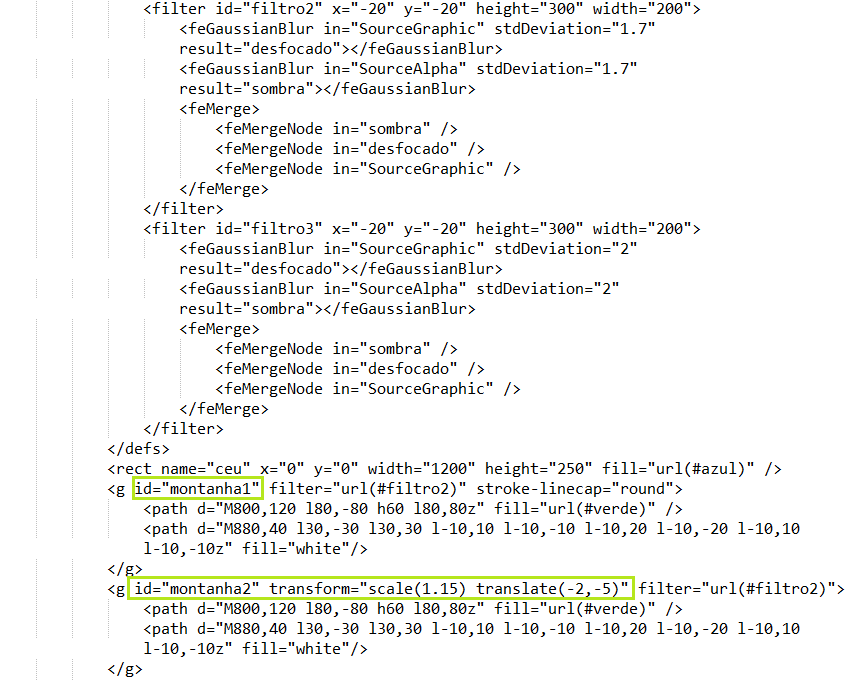 <filter id="filtro2" x="-20" y="-20" height="300" width="200">
<feGaussianBlur in="SourceGraphic" stdDeviation="1.7"
result="desfocado"></feGaussianBlur>
<feGaussianBlur in="SourceAlpha" stdDeviation="1.7"
result="sombra"></feGaussianBlur>
<feMerge>
<feMergeNode in="sombra" />
<feMergeNode in="desfocado" />
<feMergeNode in="SourceGraphic" />
</feMerge>
</filter>
<filter id="filtro3" x="-20" y="-20" height="300" width="200">
<feGaussianBlur in="SourceGraphic" stdDeviation="2"
result="desfocado"></feGaussianBlur>
<feGaussianBlur in="SourceAlpha" stdDeviation="2"
result="sombra"></feGaussianBlur>
<feMerge>
<feMergeNode in="sombra" />
<feMergeNode in="desfocado" />
<feMergeNode in="SourceGraphic" />
</feMerge>
</filter>
</defs>
<rect name="ceu" x="0" y="0" width="1200" height="250" fill="url(#azul)" />
<g id="montanha1" filter="url(#filtro2)" stroke-linecap="round">
<path d="M800,120 l80,-80 h60 l80,80z" fill="url(#verde)" />
<path d="M880,40 l30,-30 l30,30 l-10,10 l-10,-10 l-10,20 l-10,-20 l-10,10
l-10,-10z" fill="white"/>
</g>
<g id="montanha2" transform="scale(1.15) translate(-2,-5)" filter="url(#filtro2)">
<path d="M800,120 l80,-80 h60 l80,80z" fill="url(#verde)" />
<path d="M880,40 l30,-30 l30,30 l-10,10 l-10,-10 l-10,20 l-10,-20 l-10,10
l-10,-10z" fill="white"/>
</g>